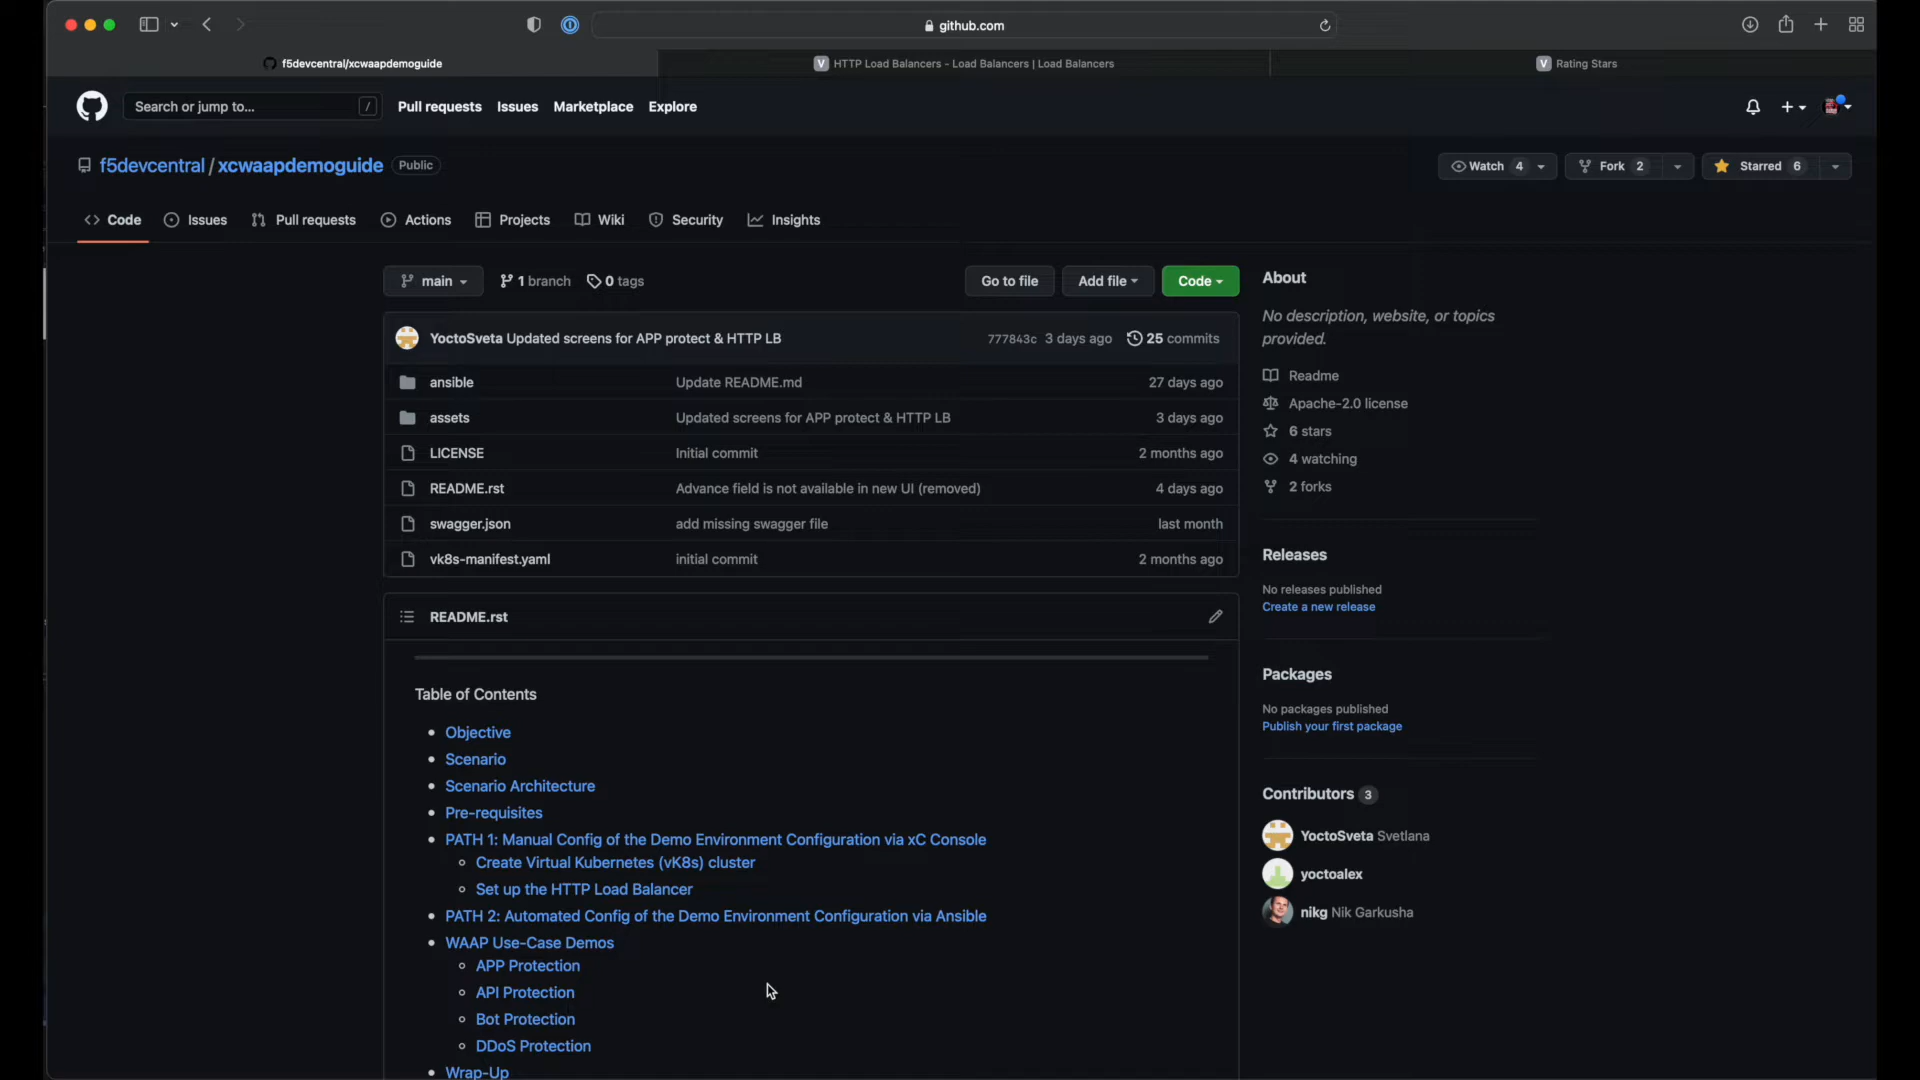 github.com
f5devcentral/xcwaapdemoguide
V HTTP Load Balancers - Load Balancers | Load Balancers
V Rating Stars
Search or jump to... /
Pull requests Issues Marketplace Explore
f5devcentral / xcwaapdemoguide Public
Watch 4 Fork 2 Starred 6
Code Issues Pull requests Actions Projects Wiki Security Insights
main 1 branch 0 tags Go to file Add file Code
YoctoSveta Updated screens for APP protect & HTTP LB 777843c 3 days ago 25 commits
ansible Update README.md 27 days ago
assets Updated screens for APP protect & HTTP LB 3 days ago
LICENSE Initial commit 2 months ago
README.rst Advance field is not available in new UI (removed) 4 days ago
swagger.json add missing swagger file last month
vk8s-manifest.yaml initial commit 2 months ago
README.rst
Table of Contents
Objective
Scenario
Scenario Architecture
Pre-requisites
PATH 1: Manual Config of the Demo Environment Configuration via xC Console
Create Virtual Kubernetes (vK8s) cluster
Set up the HTTP Load Balancer
PATH 2: Automated Config of the Demo Environment Configuration via Ansible
WAAP Use-Case Demos
APP Protection
API Protection
Bot Protection
DDoS Protection
Wrap-Up
About
No description, website, or topics
provided.
Readme
Apache-2.0 license
6 stars
4 watching
2 forks
Releases
No releases published
Create a new release
Packages
No packages published
Publish your first package
Contributors 3
YoctoSveta Svetlana
yoctoalex
nikg Nik Garkusha